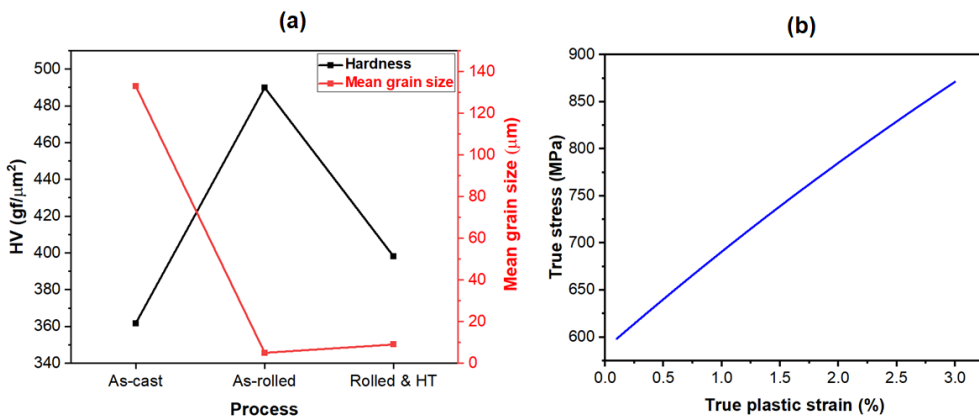 (a)
Hardness
Mean grain size
HV (gf/μm²)
510
500
480
460
440
420
400
380
360
340
Mean grain size (μm)
140
120
100
80
60
40
20
0
As-cast
As-rolled
Rolled & HT
Process
(b)
True stress (MPa)
900
850
800
750
700
650
600
0.0
0.5
1.0
1.5
2.0
2.5
3.0
True plastic strain (%)